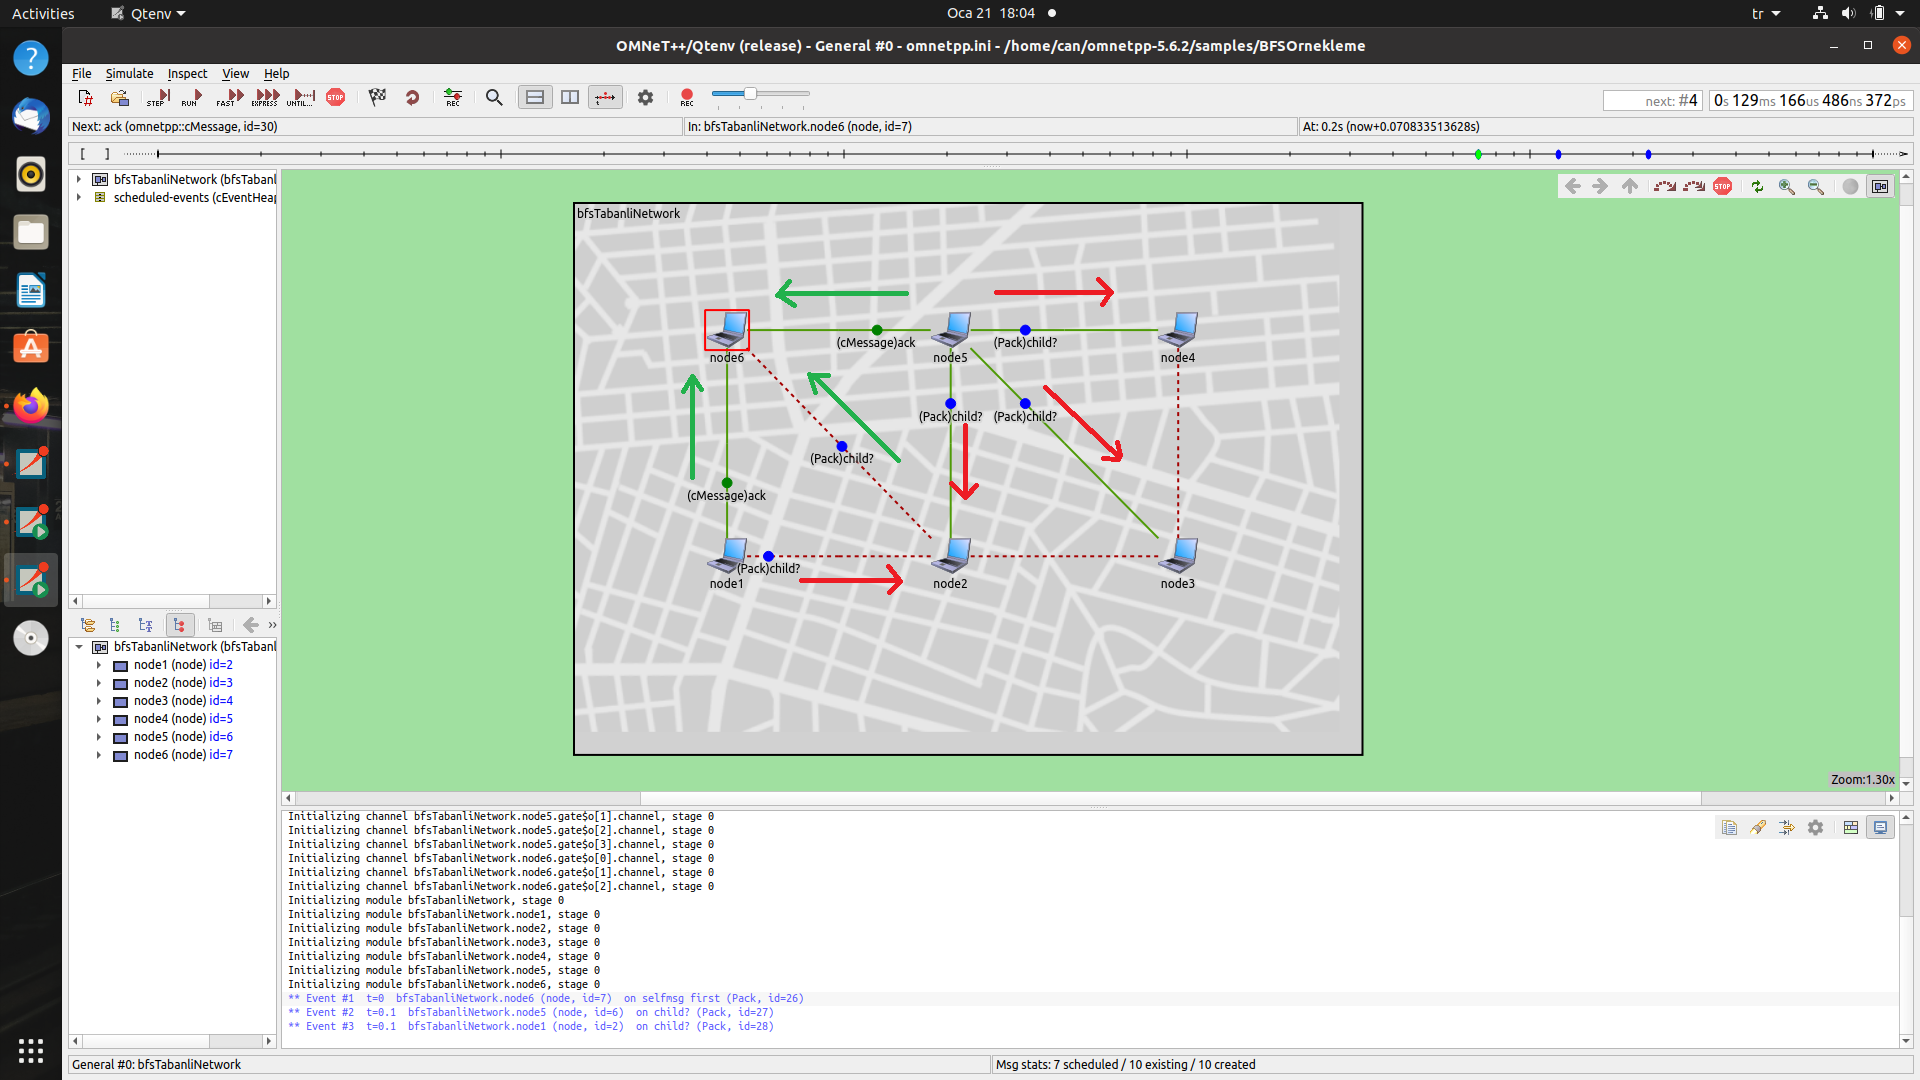 Activities
Qtenv
Oca 21 18:04
tr
OMNeT++/Qtenv (release) - General #0 - omnetpp.ini - /home/can/omnetpp-5.6.2/samples/BFSOrnekleme
File Simulate Inspect View Help
STEP RUN FAST EXPRESS UNTIL... STOP REC REC
next: #4
0s 129ms 166us 486ns 372ps
Next: ack (omnetpp::cMessage, id=30)
In: bfsTabanliNetwork.node6 (node, id=7)
At: 0.2s (now+0.070833513628s)
bfsTabanliNetwork (bfsTabanl
scheduled-events (cEventHeap
STOP
bfsTabanliNetwork
(cMessage)ack
(Pack)child?
node6
node5
node4
(Pack)child?
(Pack)child?
(Pack)child?
(cMessage)ack
(Pack)child?
node1
node2
node3
Zoom:1.30x
bfsTabanliNetwork (bfsTabanl
node1 (node) id=2
node2 (node) id=3
node3 (node) id=4
node4 (node) id=5
node5 (node) id=6
node6 (node) id=7
Initializing channel bfsTabanliNetwork.node5.gate$o[1].channel, stage 0
Initializing channel bfsTabanliNetwork.node5.gate$o[2].channel, stage 0
Initializing channel bfsTabanliNetwork.node5.gate$o[3].channel, stage 0
Initializing channel bfsTabanliNetwork.node6.gate$o[0].channel, stage 0
Initializing channel bfsTabanliNetwork.node6.gate$o[1].channel, stage 0
Initializing channel bfsTabanliNetwork.node6.gate$o[2].channel, stage 0
Initializing module bfsTabanliNetwork, stage 0
Initializing module bfsTabanliNetwork.node1, stage 0
Initializing module bfsTabanliNetwork.node2, stage 0
Initializing module bfsTabanliNetwork.node3, stage 0
Initializing module bfsTabanliNetwork.node4, stage 0
Initializing module bfsTabanliNetwork.node5, stage 0
Initializing module bfsTabanliNetwork.node6, stage 0
** Event #1 t=0 bfsTabanliNetwork.node6 (node, id=7) on selfmsg first (Pack, id=26)
** Event #2 t=0.1 bfsTabanliNetwork.node5 (node, id=6) on child? (Pack, id=27)
** Event #3 t=0.1 bfsTabanliNetwork.node1 (node, id=2) on child? (Pack, id=28)
General #0: bfsTabanliNetwork
Msg stats: 7 scheduled / 10 existing / 10 created